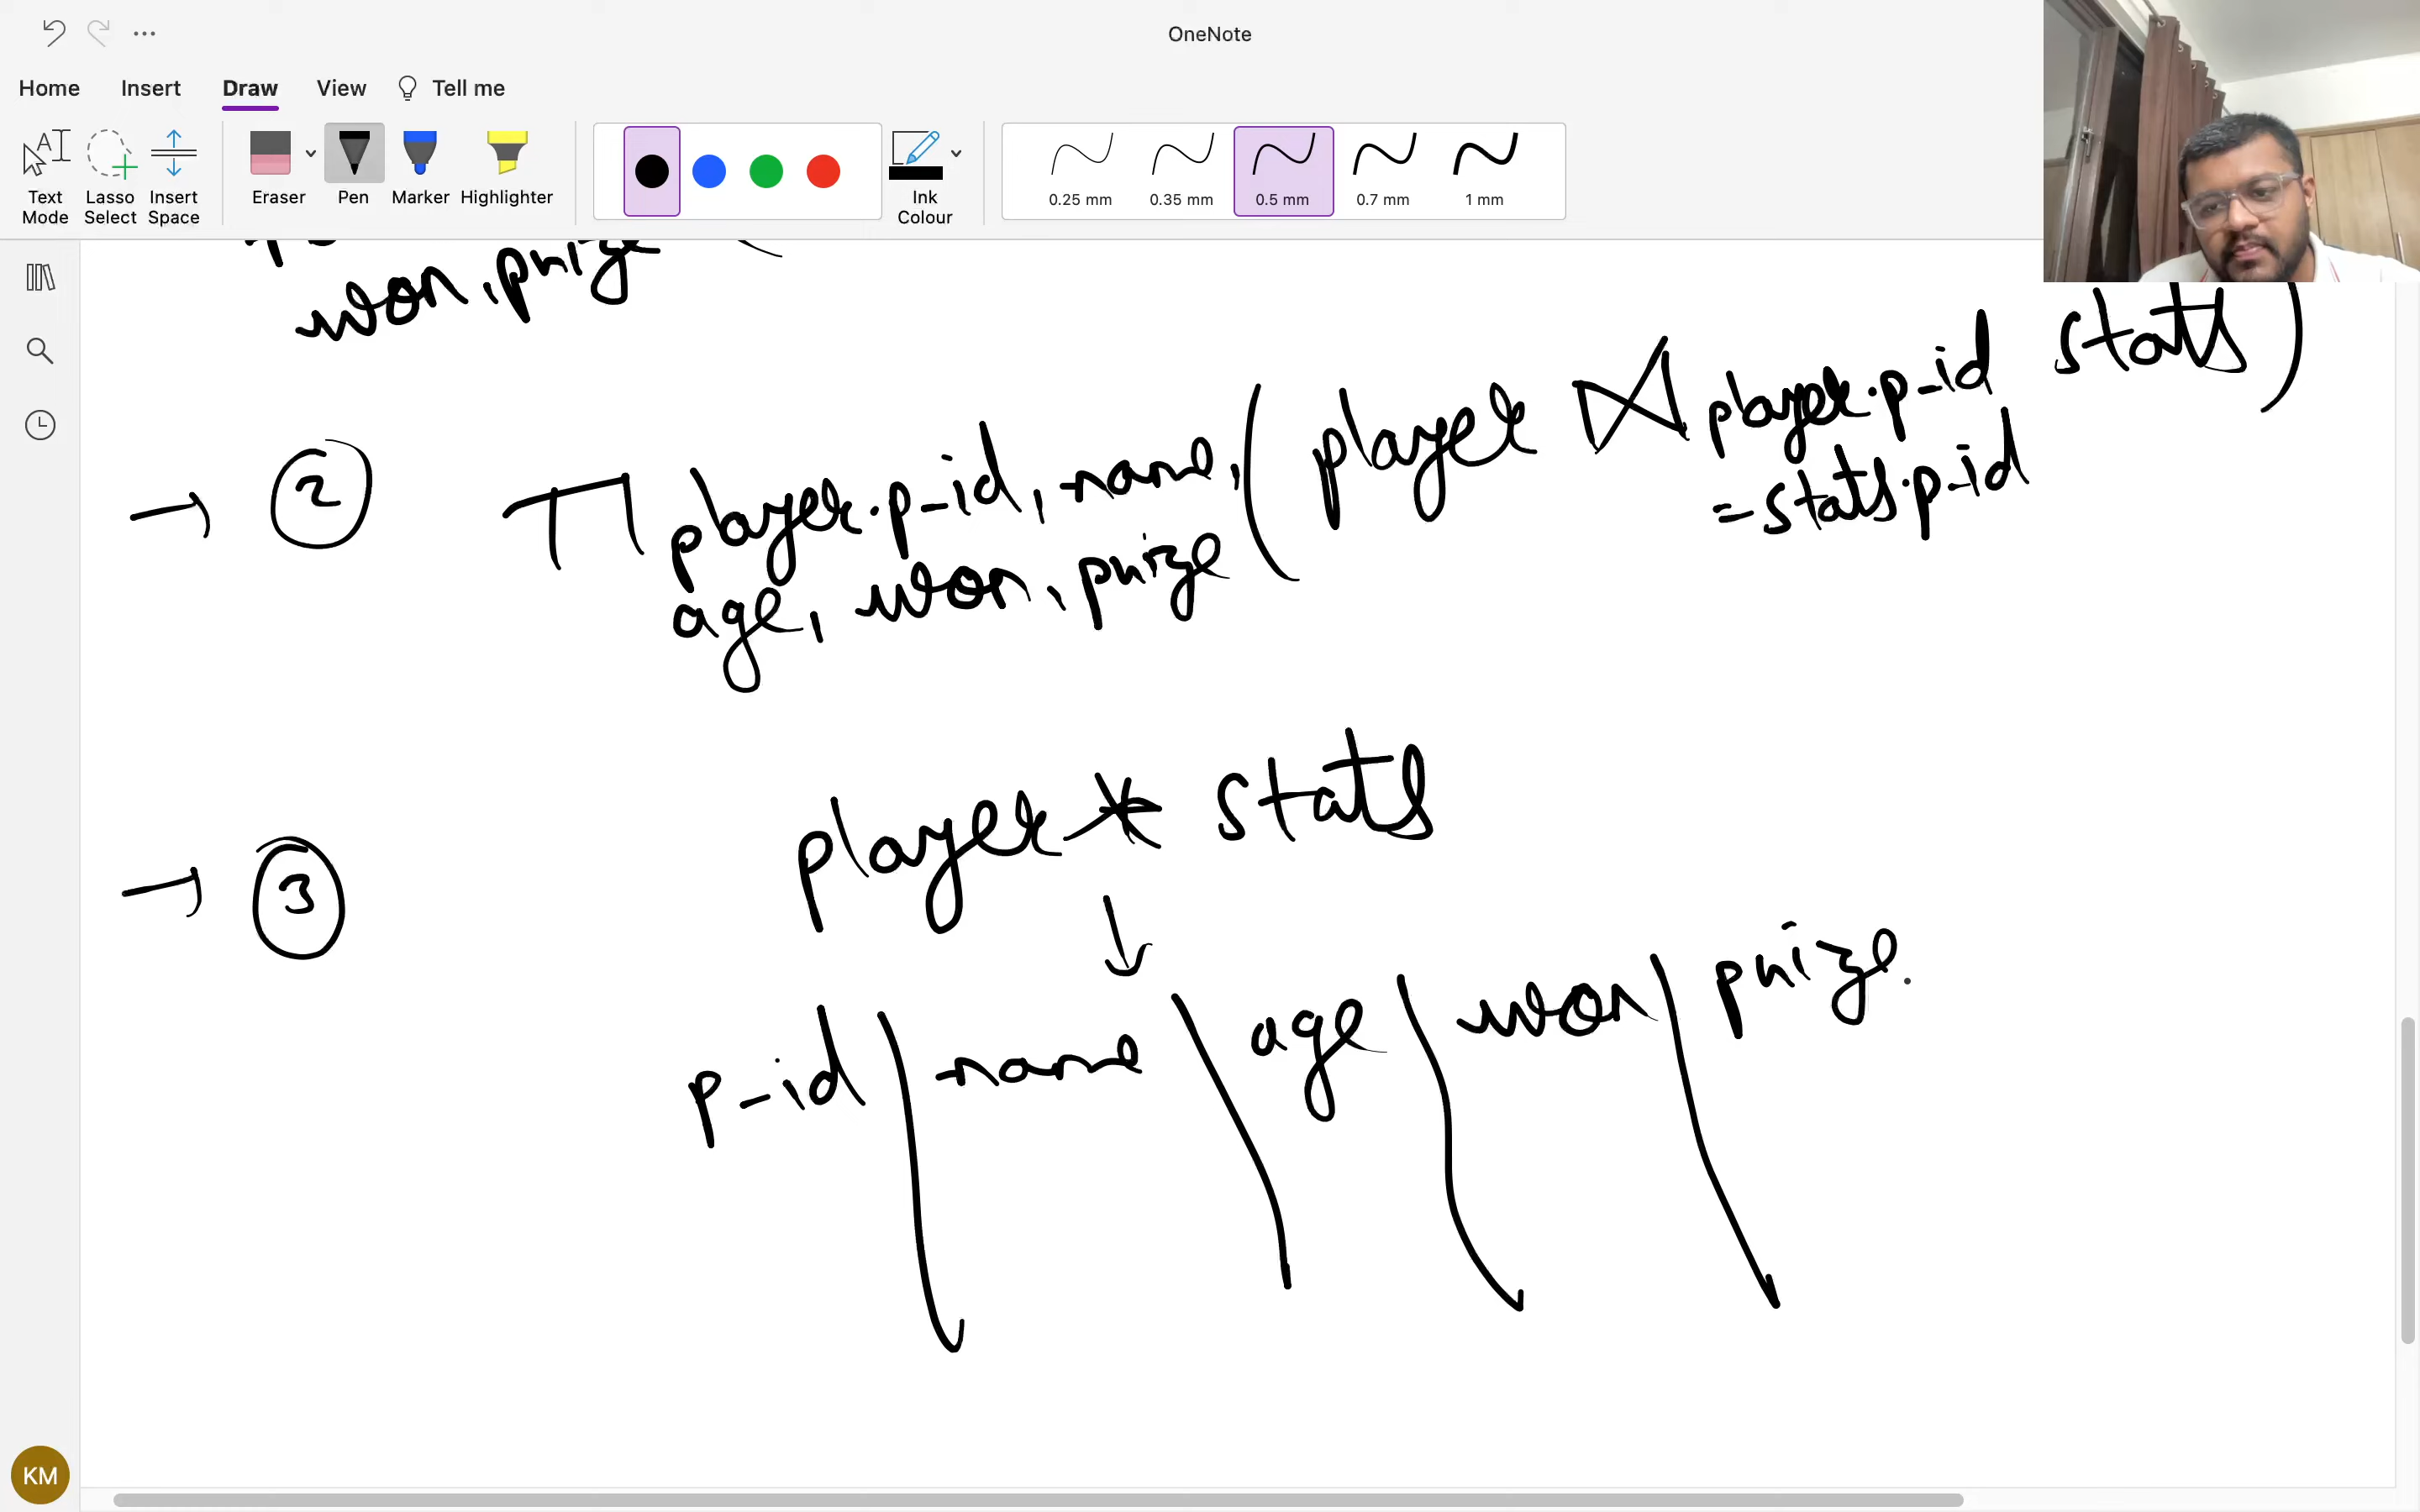 OneNote
Home Insert Draw View Tell me
Text Mode Lasso Select Insert Space Eraser Pen Marker Highlighter Ink Colour 0.25 mm 0.35 mm 0.5 mm 0.7 mm 1 mm
won, prize (
→ 2 π player.p-id, name, ( player ⋈ player.p-id stats )
age, won, prize = stats.p-id
→ 3 player * stats
↓
p-id | name | age | won | prize
KM